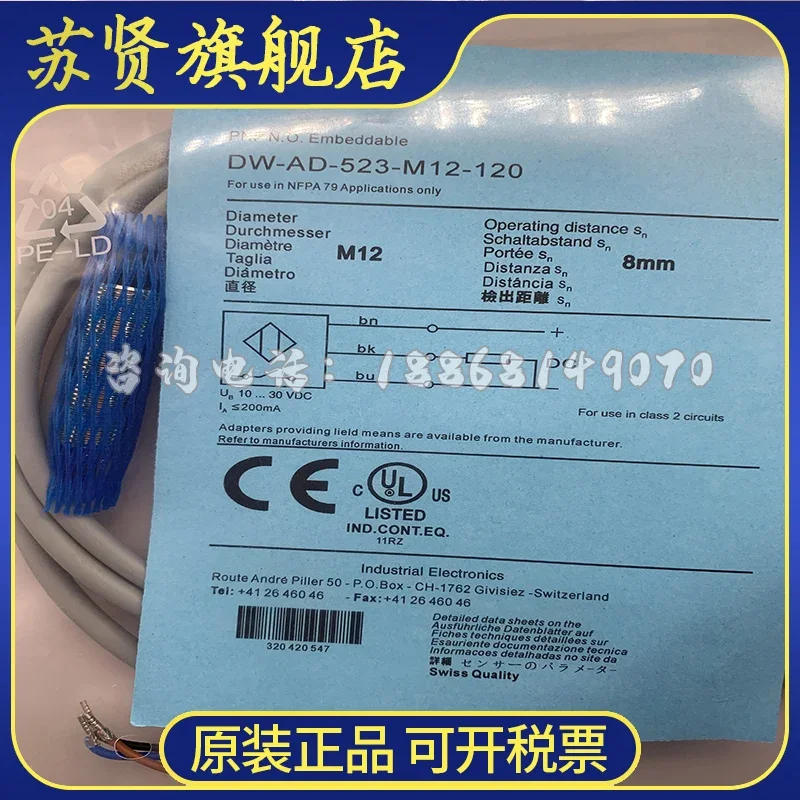 苏贤旗舰店
N.O. Embeddable
DW-AD-523-M12-120
For use in NFPA 79 Applications only
Diameter
Durchmesser
Diamètre
Taglia
Diámetro
直径
M12
Operating distance sn
Schaltabstand sn
Portée sn
Distanza sn
Distância sn
検出距離 sn
8mm
04
PE-LD
bn
+
bk
DC
bu
咨询电话：18868149070
UB 10 ... 30 VDC
IA ≤200mA
For use in class 2 circuits
Adapters providing field means are available from the manufacturer.
Refer to manufacturers information.
CE
c UL US
LISTED
IND.CONT.EQ.
11RZ
Industrial Electronics
Route André Piller 50 - P.O.Box - CH-1762 Givisiez -Switzerland
Tel: +41 26 460 46 - Fax:+41 26 460 46
320 420 547
Detailed data sheets on the
Ausführliche Datenblätter auf
Fiches techniques détaillées sur
Esauriente documentazione tecnica
Informacoes detalhadas no site da
詳細 センサーのパラメーター
Swiss Quality
原装正品 可开税票